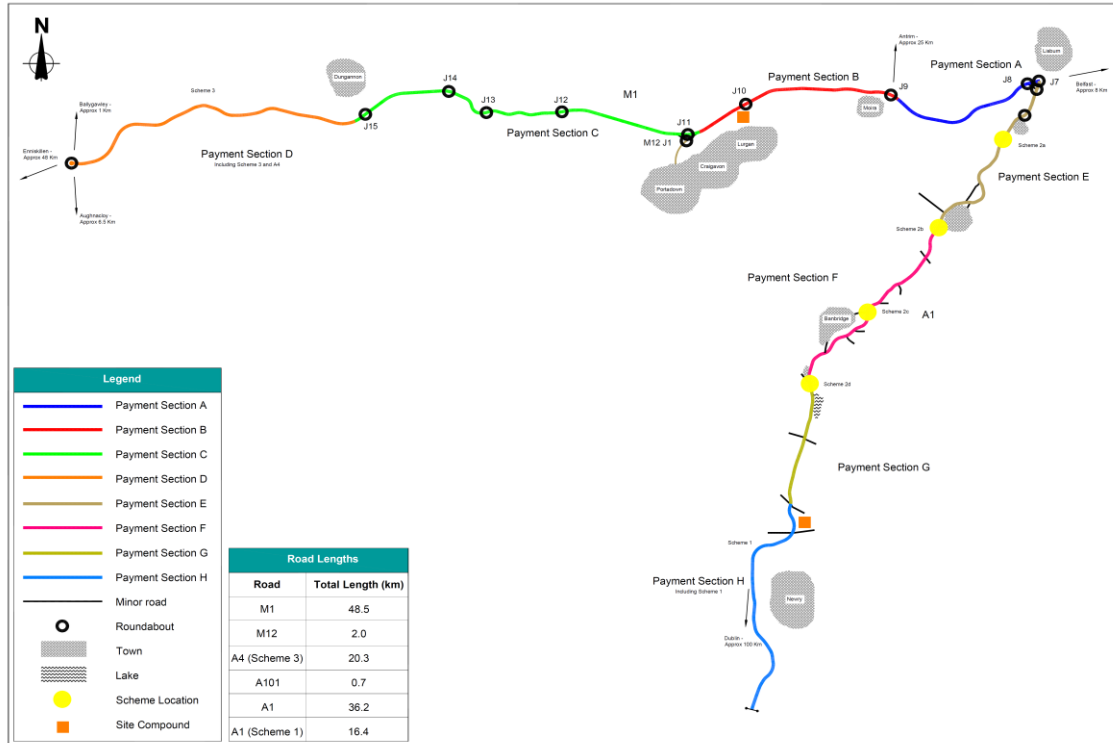 N
Antrim -
Approx 25 Km
Lisburn
Payment Section A
J8
J7
Belfast -
Approx 8 Km
Dungannon
J14
Scheme 3
Ballygawley -
Approx 1 Km
M1
Payment Section B
J10
J9
Moira
J13
J12
J15
J11
Payment Section C
M12 J1
Lurgan
Craigavon
Portadown
Enniskillen -
Approx 48 Km
Payment Section D
Including Scheme 3 and A4
Aughnacloy -
Approx 6.5 Km
Scheme 2a
Payment Section E
Scheme 2b
Payment Section F
Scheme 2c
A1
Banbridge
Scheme 2d
Payment Section G
Scheme 1
Payment Section H
Including Scheme 1
Newry
Dublin -
Approx 100 Km
Legend
Payment Section A
Payment Section B
Payment Section C
Payment Section D
Payment Section E
Payment Section F
Payment Section G
Payment Section H
Minor road
Roundabout
Town
Lake
Scheme Location
Site Compound
Road Lengths
Road Total Length (km)
M1 48.5
M12 2.0
A4 (Scheme 3) 20.3
A101 0.7
A1 36.2
A1 (Scheme 1) 16.4